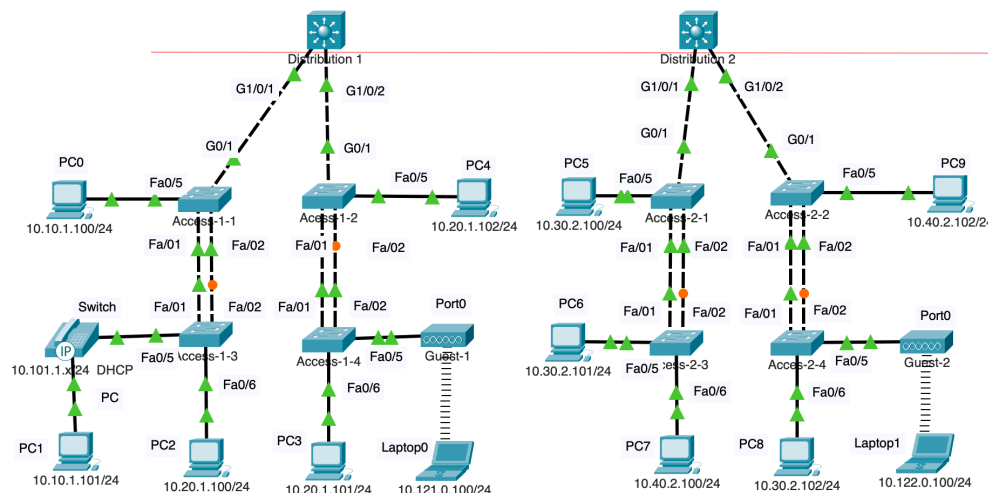 Distribution 1
Distribution 2
G1/0/1
G1/0/2
G1/0/1
G1/0/2
G0/1
G0/1
G0/1
G0/1
PC0
Fa0/5
PC4
Fa0/5
PC5
Fa0/5
PC9
Fa0/5
10.10.1.100/24
Access-1-1
Access-1-2
10.20.1.102/24
10.30.2.100/24
Access-2-1
Access-2-2
10.40.2.102/24
Fa/01
Fa/02
Fa/01
Fa/02
Fa/01
Fa/02
Fa/01
Fa/02
Switch
Fa/01
Fa/02
Fa/01
Fa/02
Port0
PC6
Fa/01
Fa/02
Fa/01
Fa/02
Port0
IP
Fa0/5
Access-1-3
Access-1-4
Fa0/5
Guest-1
Fa0/5
Access-2-4
Fa0/5
Guest-2
10.101.1.x/24 DHCP
10.30.2.101/24
PC
Fa0/6
Fa0/6
Fa0/6
Fa0/6
PC1
PC2
PC3
Laptop0
PC7
PC8
Laptop1
10.10.1.101/24
10.20.1.100/24
10.20.1.101/24
10.121.0.100/24
10.40.2.100/24
10.30.2.102/24
10.122.0.100/24